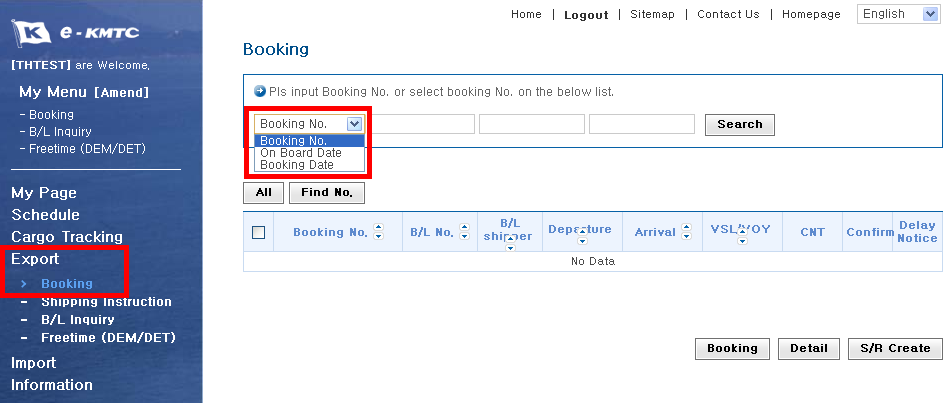 Home | Logout | Sitemap | Contact Us | Homepage English
K e-KMTC
[THTEST] are Welcome.
My Menu [Amend]
- Booking
- B/L Inquiry
- Freetime (DEM/DET)
My Page
Schedule
Cargo Tracking
Export
> Booking
- Shipping Instruction
- B/L Inquiry
- Freetime (DEM/DET)
Import
Information
Booking
Pls input Booking No. or select booking No. on the below list.
Booking No. Search
Booking No.
On Board Date
Booking Date
All Find No.
Booking No. B/L No. B/L shipper Departure Arrival VSL/VOY CNT Confirm Delay Notice
No Data
Booking Detail S/R Create